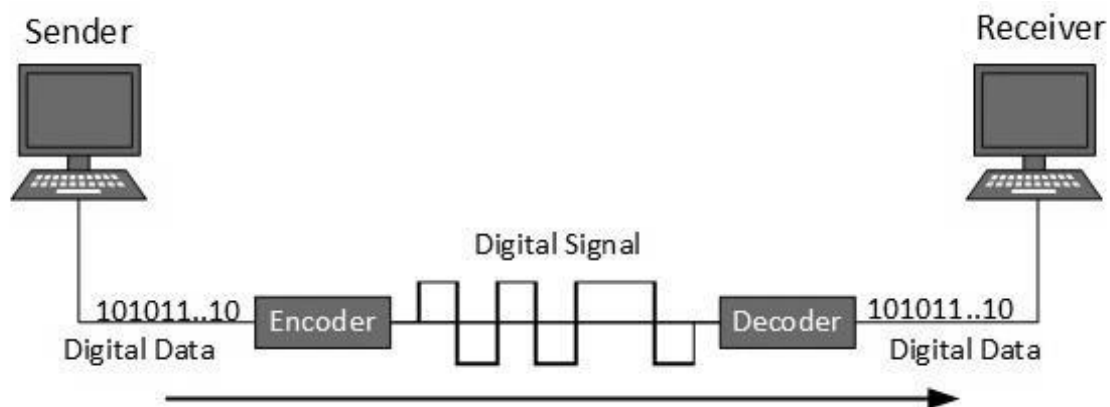 Sender
Receiver
Digital Signal
101011..10
Encoder
Decoder
101011..10
Digital Data
Digital Data